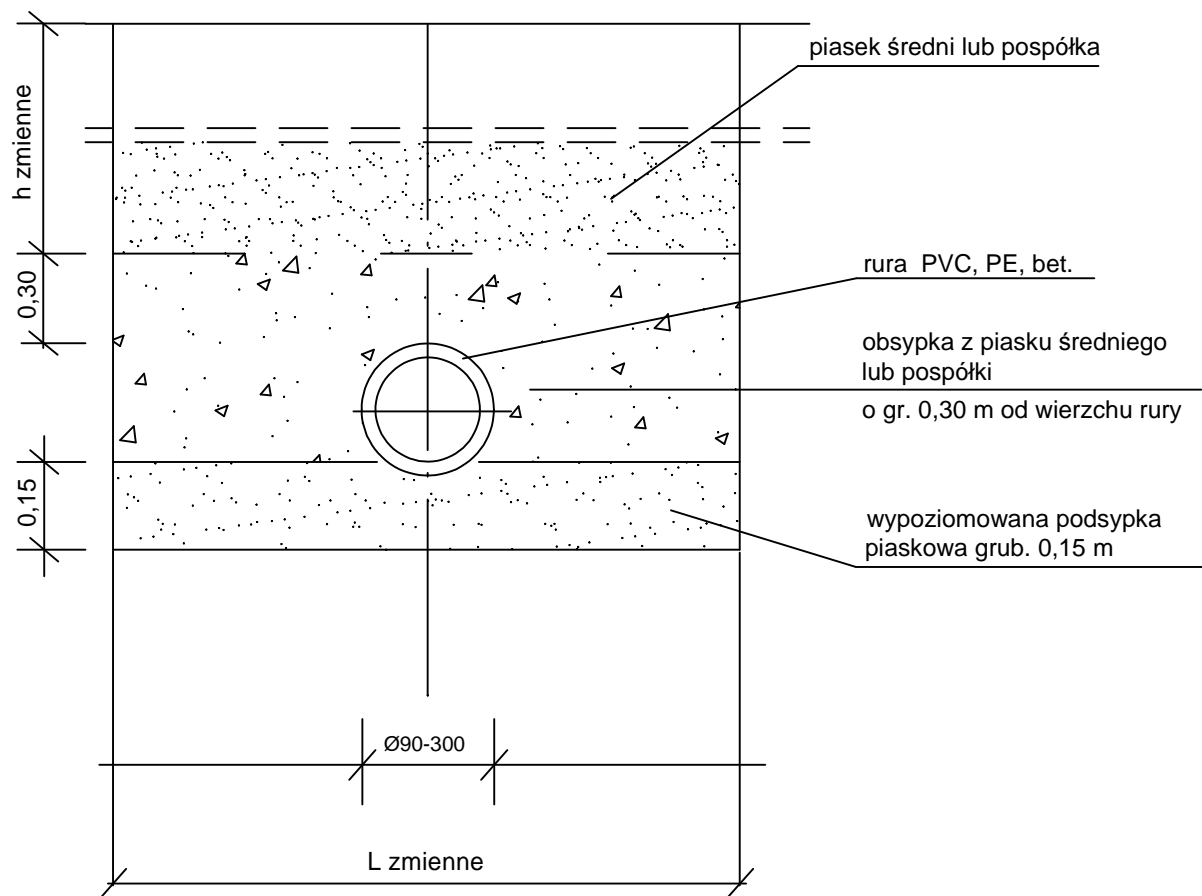 piasek średni lub pospółka
h zmienne
rura PVC, PE, bet.
0,30
obsypka z piasku średniego
lub pospółki
o gr. 0,30 m od wierzchu rury
0,15
wypoziomowana podsypka
piaskowa grub. 0,15 m
Ø90-300
L zmienne